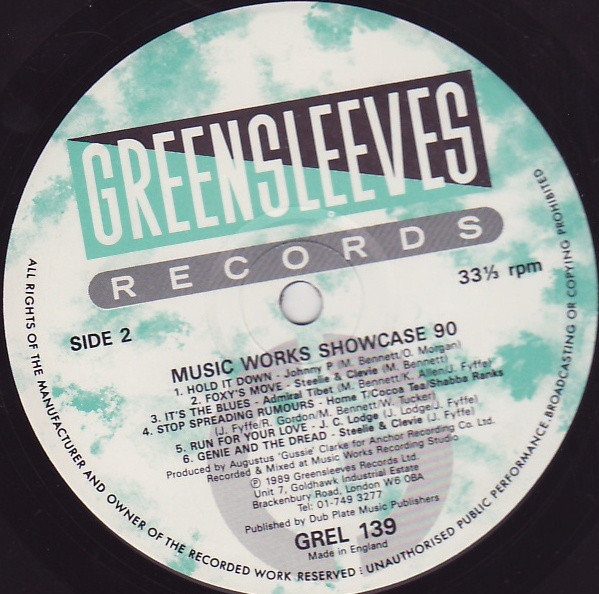 GREENSLEEVES
RECORDS
33⅓ rpm
SIDE 2
MUSIC WORKS SHOWCASE 90
1. HOLD IT DOWN - Johnny P (M. Bennett/O. Morgan)
2. FOXY'S MOVE - Steelie & Clevie (M. Bennett)
3. IT'S THE BLUES - Admiral Tibet (M. Bennett/K. Allen/J. Fyffe)
4. STOP SPREADING RUMOURS - Home T/Cocoa Tea/Shabba Ranks
(J. Fyffe/R. Gordon/M. Bennett/W. Tucker)
5. RUN FOR YOUR LOVE - J. C. Lodge (J. Lodge/J. Fyffe)
6. GENIE AND THE DREAD - Steelie & Clevie (J. Fyffe)
Produced by Augustus 'Gussie' Clarke for Anchor Recording Co. Ltd.
Recorded & Mixed at Music Works Recording Studio
℗ 1989 Greensleeves Records Ltd.
Unit 7, Goldhawk Industrial Estate
Brackenbury Road, London W6 0BA
Tel: 01-749 3277
Published by Dub Plate Music Publishers
GREL 139
Made in England
ALL RIGHTS OF THE MANUFACTURER AND OWNER OF THE RECORDED WORK RESERVED : UNAUTHORISED PUBLIC PERFORMANCE. BROADCASTING OR COPYING PROHIBITED